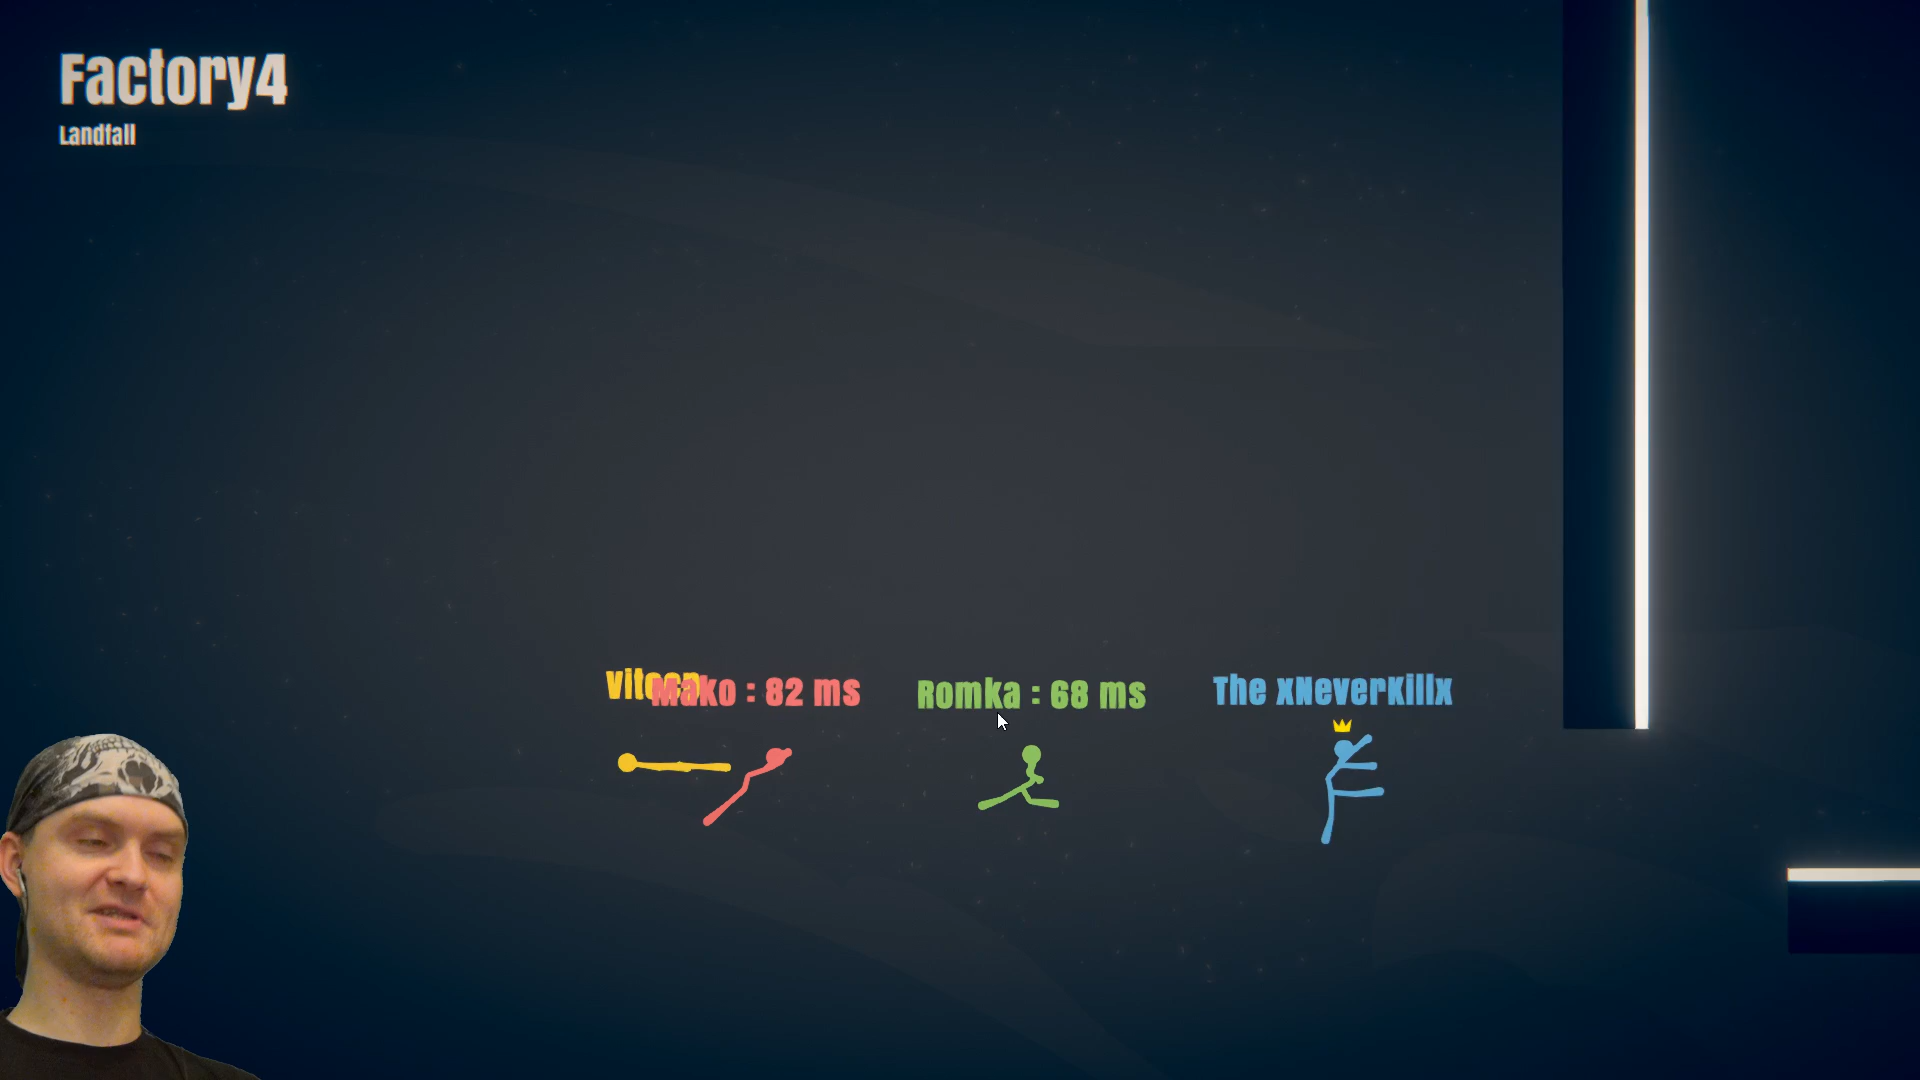 Factory4
Landfall
Mako : 82 ms
Romka : 68 ms
The xNeverKillx